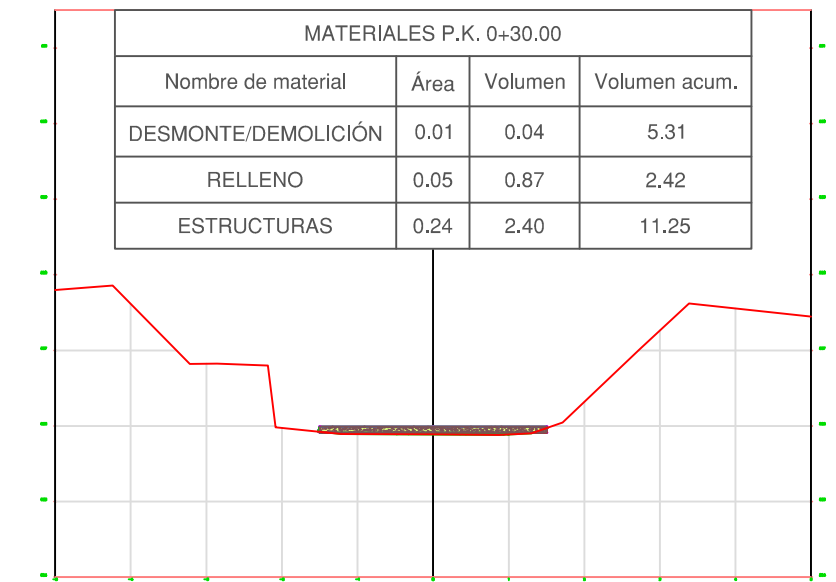 MATERIALES P.K. 0+30.00
Nombre de material Área Volumen Volumen acum.
DESMONTE/DEMOLICIÓN 0.01 0.04 5.31
RELLENO 0.05 0.87 2.42
ESTRUCTURAS 0.24 2.40 11.25